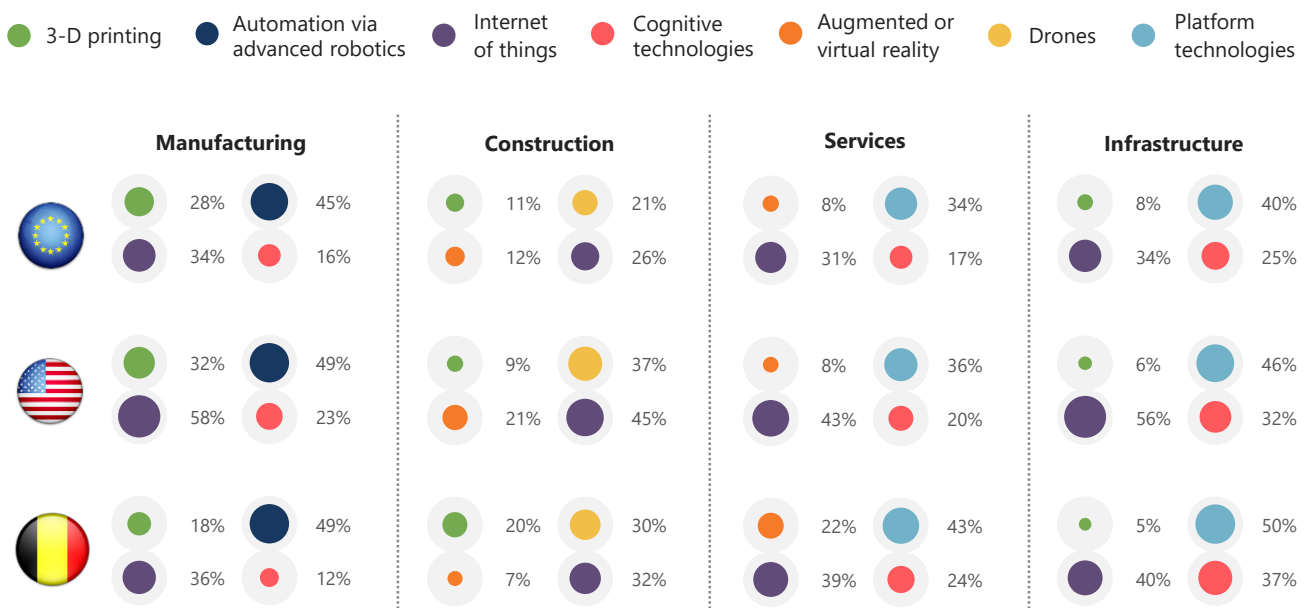 3-D printing
Automation via
advanced robotics
Internet
of things
Cognitive
technologies
Augmented or
virtual reality
Drones
Platform
technologies
Manufacturing
Construction
Services
Infrastructure
28% 45% 11% 21% 8% 34% 8% 40%
34% 16% 12% 26% 31% 17% 34% 25%
32% 49% 9% 37% 8% 36% 6% 46%
58% 23% 21% 45% 43% 20% 56% 32%
18% 49% 20% 30% 22% 43% 5% 50%
36% 12% 7% 32% 39% 24% 40% 37%